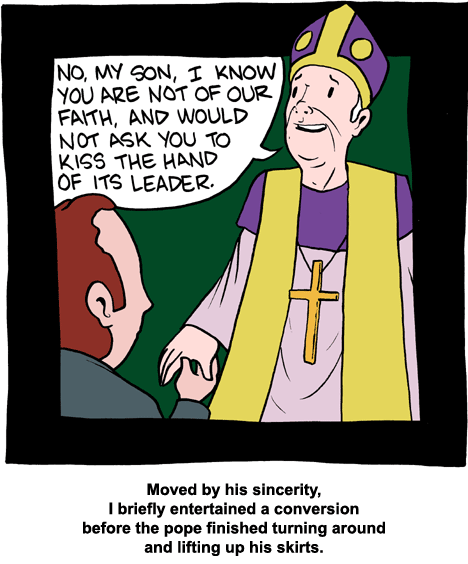 NO, MY SON, I KNOW
YOU ARE NOT OF OUR
FAITH, AND WOULD
NOT ASK YOU TO
KISS THE HAND
OF ITS LEADER.
Moved by his sincerity,
I briefly entertained a conversion
before the pope finished turning around
and lifting up his skirts.